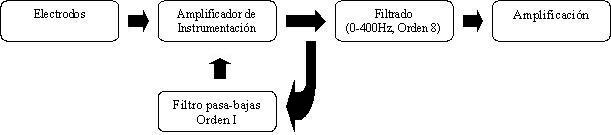 Electrodos
Amplificador de
Instrumentación
Filtrado
(0-400Hz, Orden 8)
Amplificación
Filtro pasa-bajas
Orden I